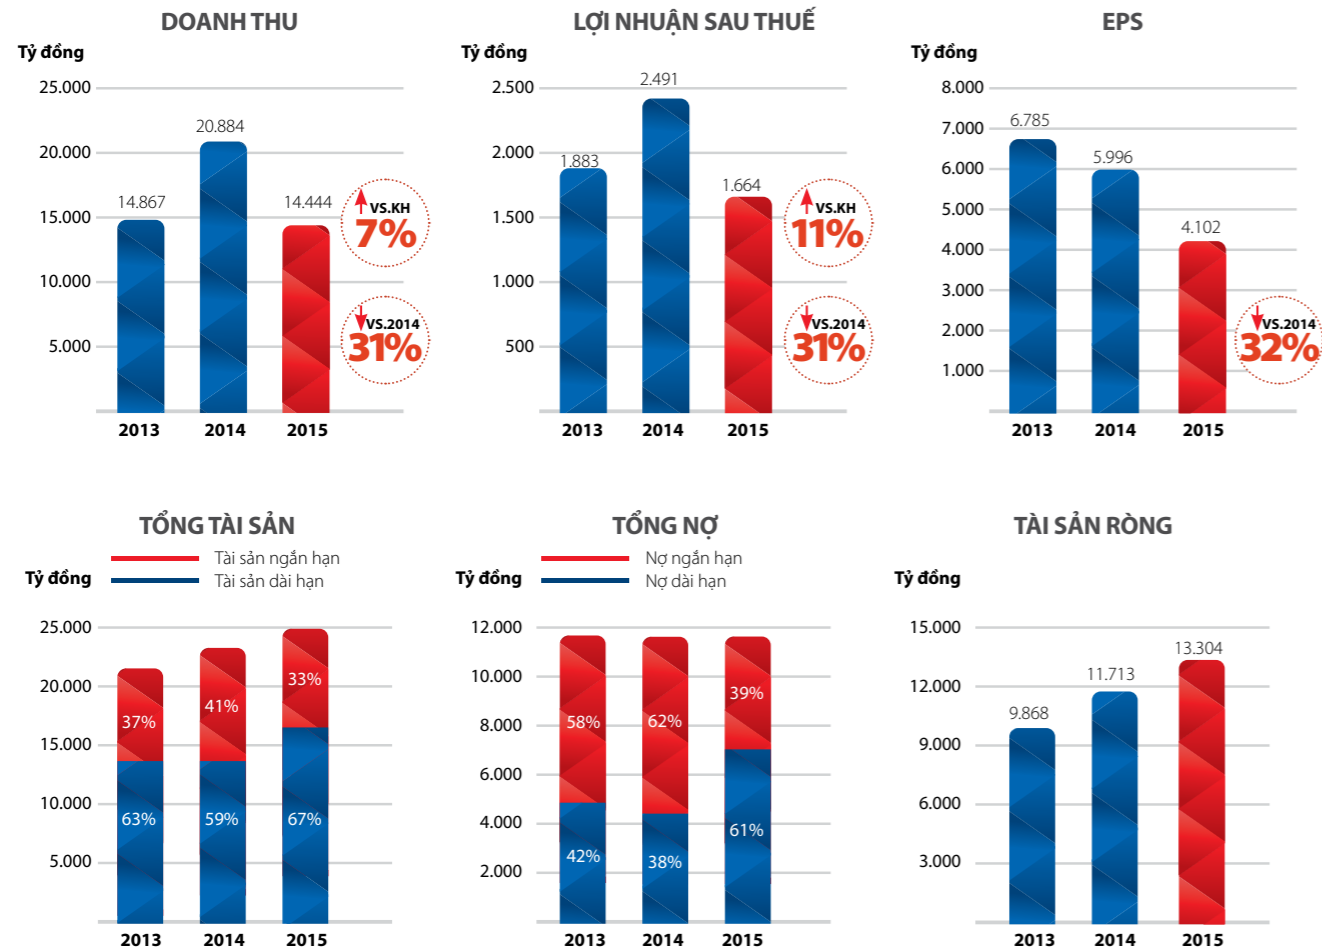 DOANH THU
Tỷ đồng
25.000
20.000
15.000
10.000
5.000
14.867
20.884
14.444
VS.KH
7%
VS.2014
31%
2013 2014 2015
LỢI NHUẬN SAU THUẾ
Tỷ đồng
2.500
2.000
1.500
1.000
500
1.883
2.491
1.664
VS.KH
11%
VS.2014
31%
2013 2014 2015
EPS
Tỷ đồng
8.000
7.000
6.000
5.000
4.000
3.000
2.000
1.000
6.785
5.996
4.102
VS.2014
32%
2013 2014 2015
TỔNG TÀI SẢN
Tài sản ngắn hạn
Tài sản dài hạn
Tỷ đồng
25.000
20.000
15.000
10.000
5.000
37% 41% 33%
63% 59% 67%
2013 2014 2015
TỔNG NỢ
Nợ ngắn hạn
Nợ dài hạn
Tỷ đồng
12.000
10.000
8.000
6.000
4.000
2.000
58% 62% 39%
42% 38% 61%
2013 2014 2015
TÀI SẢN RÒNG
Tỷ đồng
15.000
12.000
9.000
6.000
3.000
9.868
11.713
13.304
2013 2014 2015